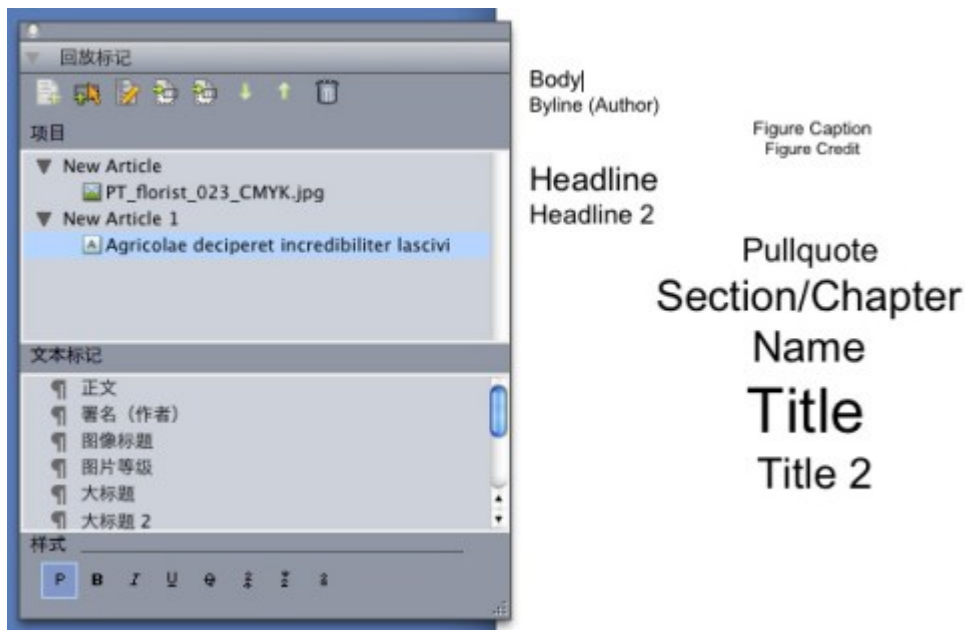 回放标记
项目
New Article
PT_florist_023_CMYK.jpg
New Article 1
Agricolae deciperet incredibiliter lascivi
文本标记
正文
署名（作者）
图像标题
图片等级
大标题
大标题 2
样式
P B I U Q
Body
Byline (Author)
Figure Caption
Figure Credit
Headline
Headline 2
Pullquote
Section/Chapter
Name
Title
Title 2